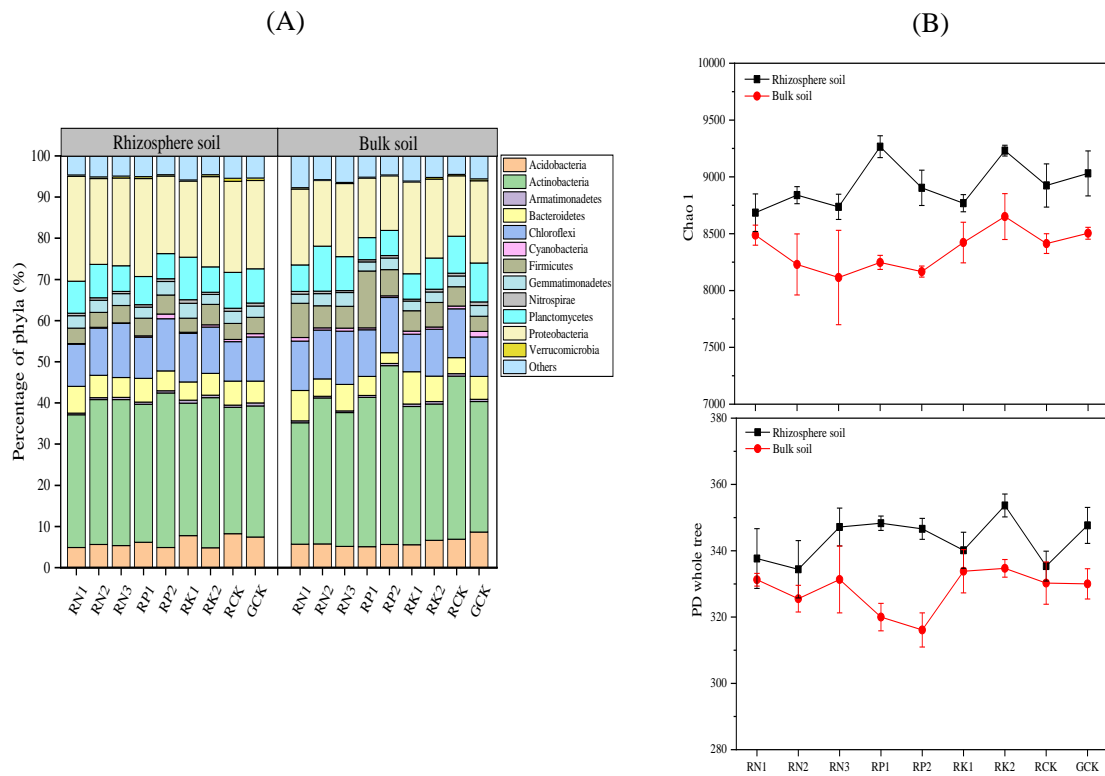 (A)
Rhizosphere soil
Bulk soil
Percentage of phyla (%)
100
90
80
70
60
50
40
30
20
10
0
RN1
RN2
RN3
RP1
RP2
RK1
RK2
RCK
GCK
RN1
RN2
RN3
RP1
RP2
RK1
RK2
RCK
GCK
Acidobacteria
Actinobacteria
Armatimonadetes
Bacteroidetes
Chloroflexi
Cyanobacteria
Firmicutes
Gemmatimonadetes
Nitrospirae
Planctomycetes
Proteobacteria
Verrucomicrobia
Others
(B)
Rhizosphere soil
Bulk soil
Chao 1
10000
9500
9000
8500
8000
7500
7000
Rhizosphere soil
Bulk soil
PD whole tree
380
360
340
320
300
280
RN1
RN2
RN3
RP1
RP2
RK1
RK2
RCK
GCK